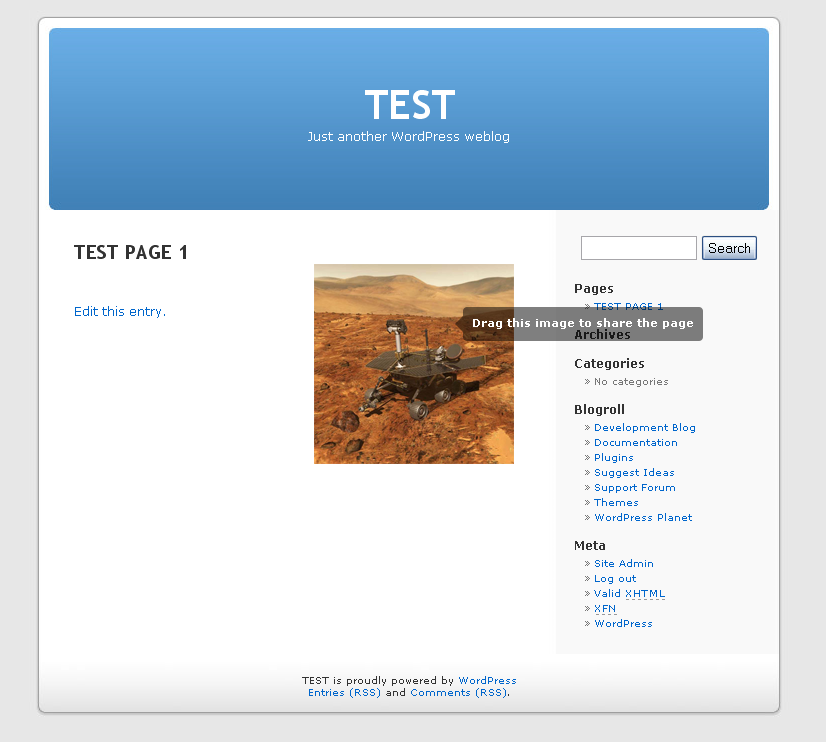 TEST
Just another WordPress weblog
TEST PAGE 1
Edit this entry.
Drag this image to share the page
Search
Pages
» TEST PAGE 1
Archives
Categories
» No categories
Blogroll
» Development Blog
» Documentation
» Plugins
» Suggest Ideas
» Support Forum
» Themes
» WordPress Planet
Meta
» Site Admin
» Log out
» Valid XHTML
» XFN
» WordPress
TEST is proudly powered by WordPress
Entries (RSS) and Comments (RSS).